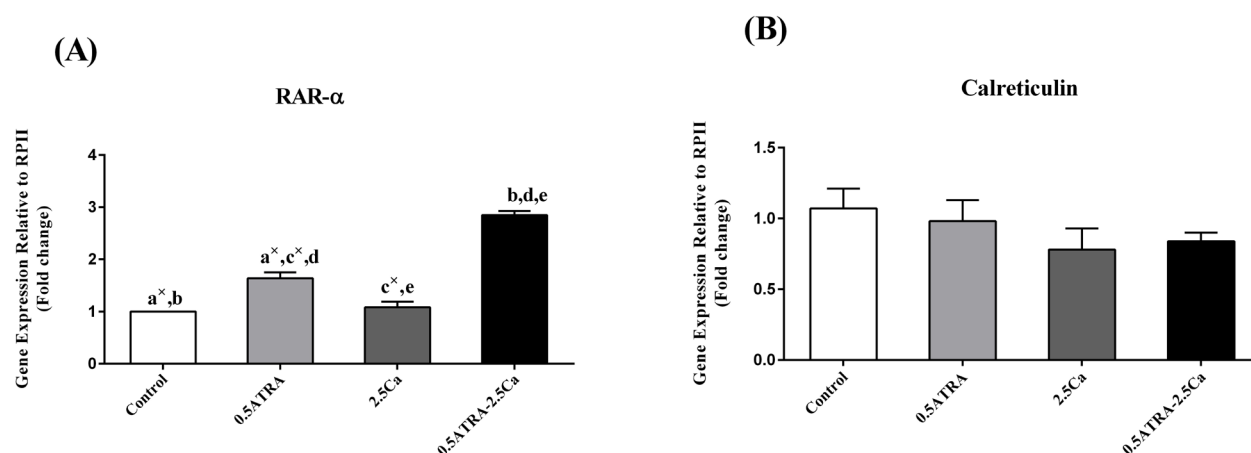 (A)
RAR-α
Gene Expression Relative to RPII
(Fold change)
4
3
2
1
0
a×,b
a×,c×,d
c×,e
b,d,e
Control
0.5ATRA
2.5Ca
0.5ATRA-2.5Ca
(B)
Calreticulin
Gene Expression Relative to RPII
(Fold change)
1.5
1.0
0.5
0.0
Control
0.5ATRA
2.5Ca
0.5ATRA-2.5Ca